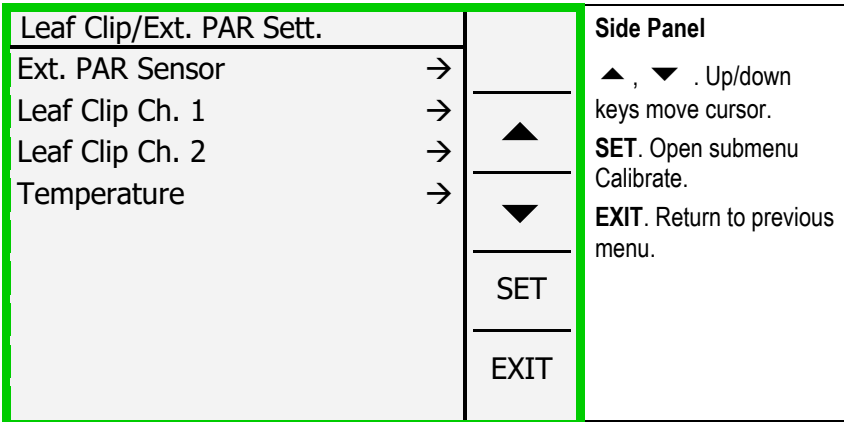 Leaf Clip/Ext. PAR Sett.
Ext. PAR Sensor →
Leaf Clip Ch. 1 →
Leaf Clip Ch. 2 →
Temperature →
▲
▼
SET
EXIT
Side Panel
▲ , ▼ . Up/down
keys move cursor.
SET. Open submenu
Calibrate.
EXIT. Return to previous
menu.